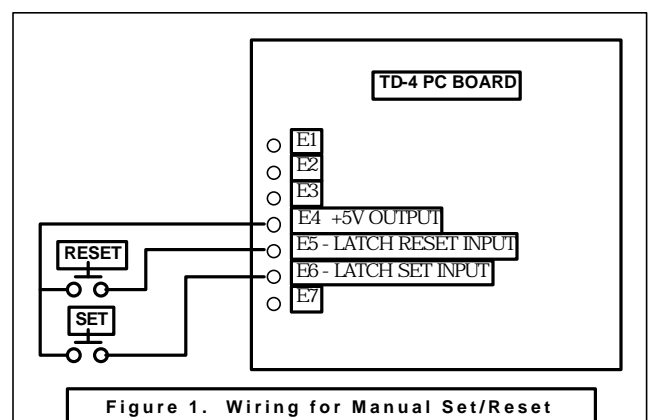 TD-4 PC BOARD
E1
E2
E3
E4 +5V OUTPUT
E5 - LATCH RESET INPUT
E6 - LATCH SET INPUT
E7
RESET
SET
Figure 1. Wiring for Manual Set/Reset